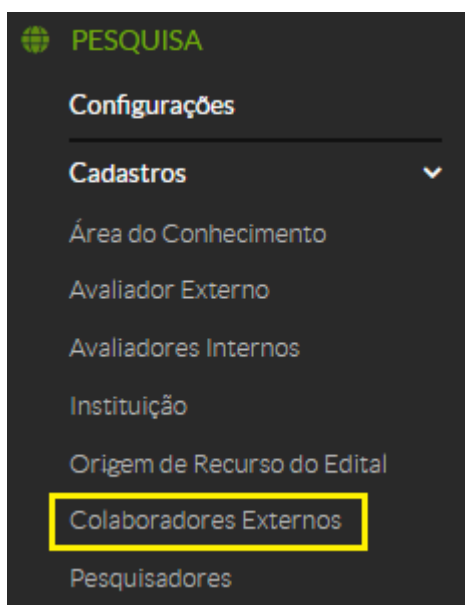 PESQUISA
Configurações
Cadastros
Área do Conhecimento
Avaliador Externo
Avaliadores Internos
Instituição
Origem de Recurso do Edital
Colaboradores Externos
Pesquisadores